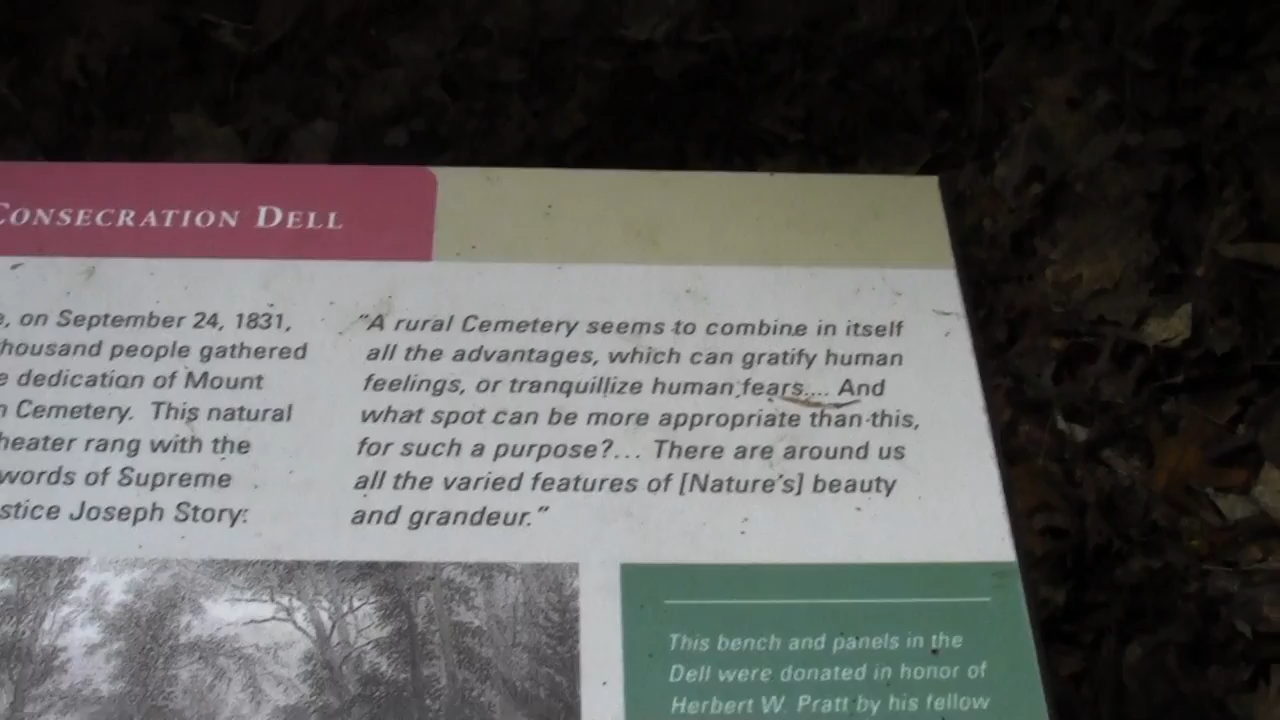 CONSECRATION DELL
e, on September 24, 1831,
housand people gathered
e dedication of Mount
n Cemetery. This natural
heater rang with the
words of Supreme
stice Joseph Story:
"A rural Cemetery seems to combine in itself
all the advantages, which can gratify human
feelings, or tranquillize human fears.... And
what spot can be more appropriate than this,
for such a purpose?... There are around us
all the varied features of [Nature's] beauty
and grandeur."
This bench and panels in the
Dell were donated in honor of
Herbert W. Pratt by his fellow